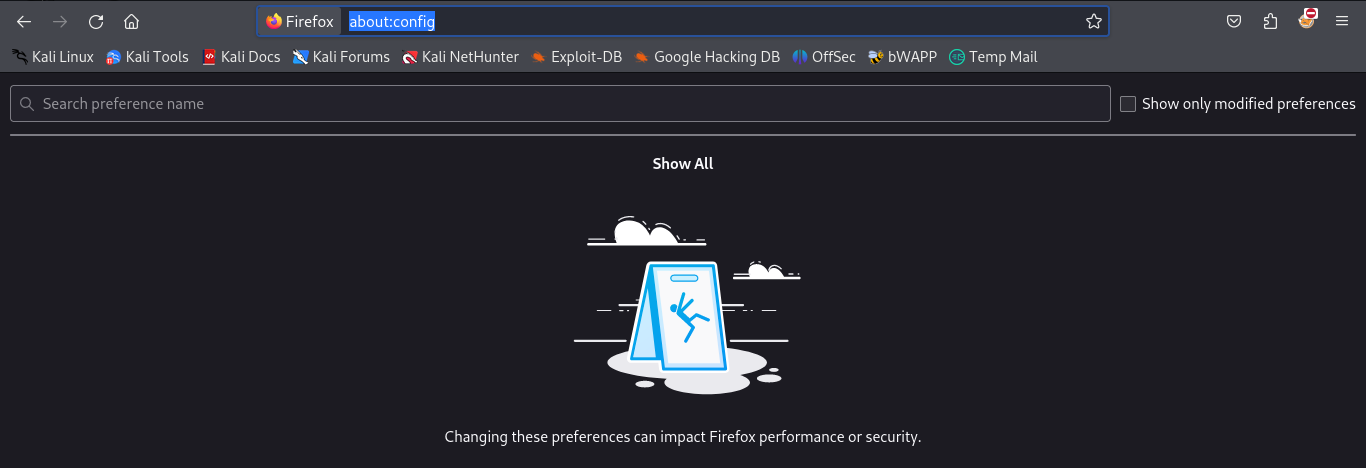 Firefox about:config
Kali Linux Kali Tools Kali Docs Kali Forums Kali NetHunter Exploit-DB Google Hacking DB OffSec bWAPP Temp Mail
Search preference name Show only modified preferences
Show All
Changing these preferences can impact Firefox performance or security.